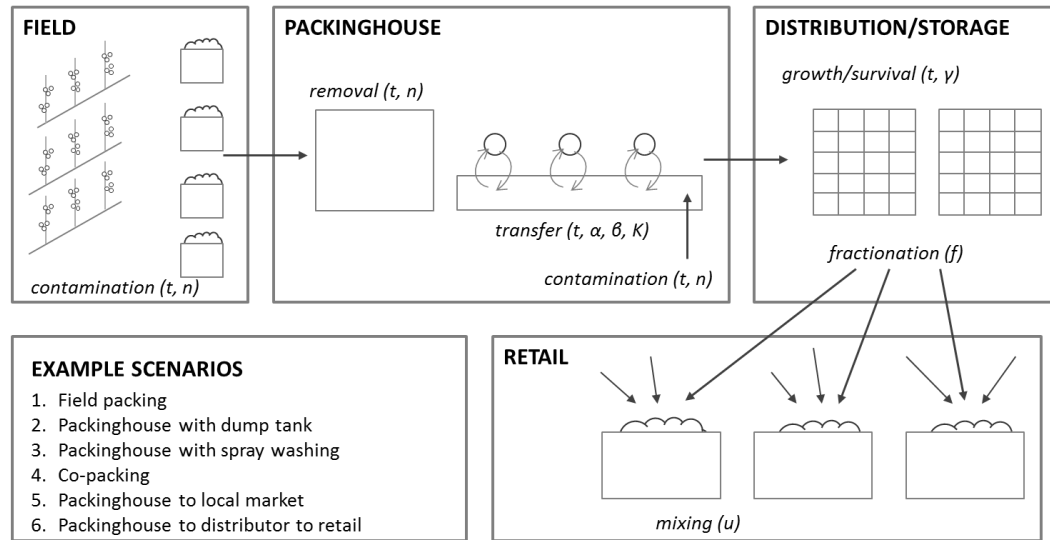 FIELD
contamination (t, n)
PACKINGHOUSE
removal (t, n)
transfer (t, α, β, K)
contamination (t, n)
DISTRIBUTION/STORAGE
growth/survival (t, γ)
fractionation (f)
EXAMPLE SCENARIOS
1. Field packing
2. Packinghouse with dump tank
3. Packinghouse with spray washing
4. Co-packing
5. Packinghouse to local market
6. Packinghouse to distributor to retail
RETAIL
mixing (u)